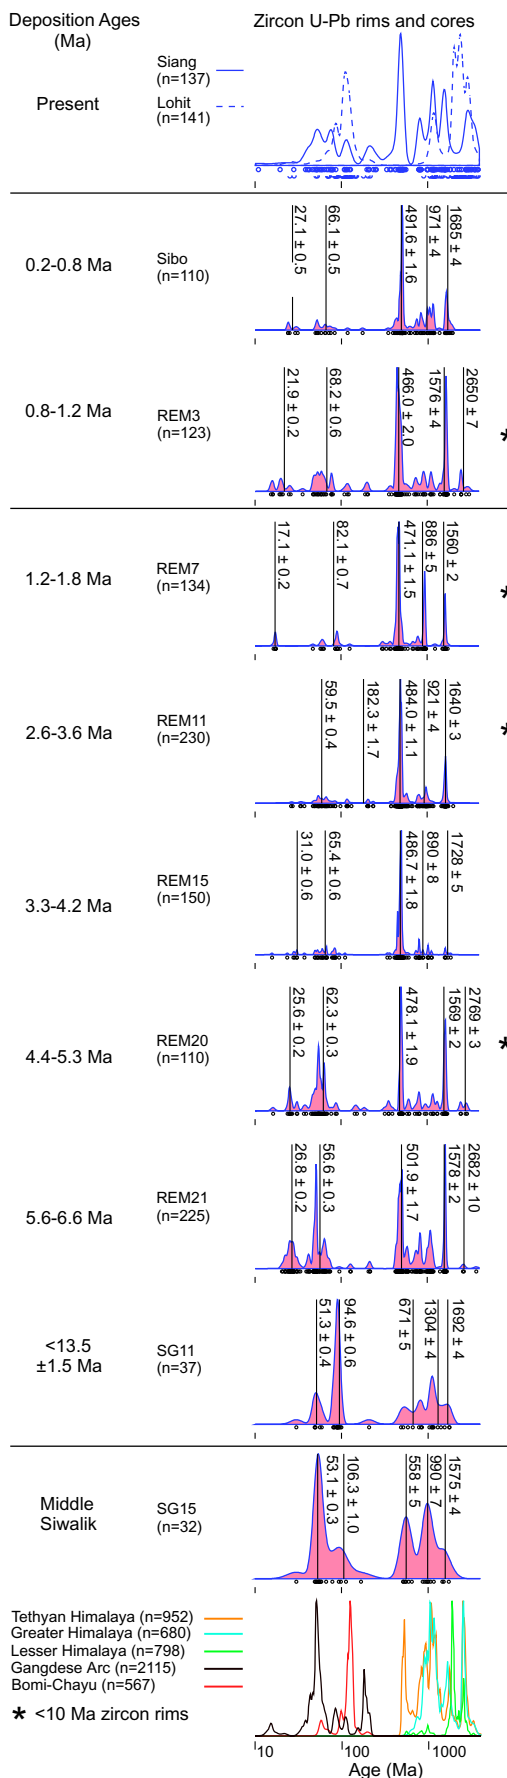 Deposition Ages
(Ma)
Zircon U-Pb rims and cores
Present
Siang
(n=137)
Lohit
(n=141)
0.2-0.8 Ma
Sibo
(n=110)
27.1 ± 0.5
66.1 ± 0.5
491.6 ± 1.6
971 ± 4
1685 ± 4
0.8-1.2 Ma
REM3
(n=123)
21.9 ± 0.2
68.2 ± 0.6
466.0 ± 2.0
1576 ± 4
2650 ± 7
*
1.2-1.8 Ma
REM7
(n=134)
17.1 ± 0.2
82.1 ± 0.7
471.1 ± 1.5
886 ± 5
1560 ± 2
*
2.6-3.6 Ma
REM11
(n=230)
59.5 ± 0.4
182.3 ± 1.7
484.0 ± 1.1
921 ± 4
1640 ± 3
*
3.3-4.2 Ma
REM15
(n=150)
31.0 ± 0.6
65.4 ± 0.6
486.7 ± 1.8
890 ± 8
1728 ± 5
4.4-5.3 Ma
REM20
(n=110)
25.6 ± 0.2
62.3 ± 0.3
478.1 ± 1.9
1569 ± 2
2769 ± 3
*
5.6-6.6 Ma
REM21
(n=225)
26.8 ± 0.2
56.6 ± 0.3
501.9 ± 1.7
1578 ± 2
2682 ± 10
<13.5
±1.5 Ma
SG11
(n=37)
51.3 ± 0.4
94.6 ± 0.6
671 ± 5
1304 ± 4
1692 ± 4
Middle
Siwalik
SG15
(n=32)
53.1 ± 0.3
106.3 ± 1.0
558 ± 5
990 ± 7
1575 ± 4
Tethyan Himalaya (n=952)
Greater Himalaya (n=680)
Lesser Himalaya (n=798)
Gangdese Arc (n=2115)
Bomi-Chayu (n=567)
* <10 Ma zircon rims
10 100 1000
Age (Ma)